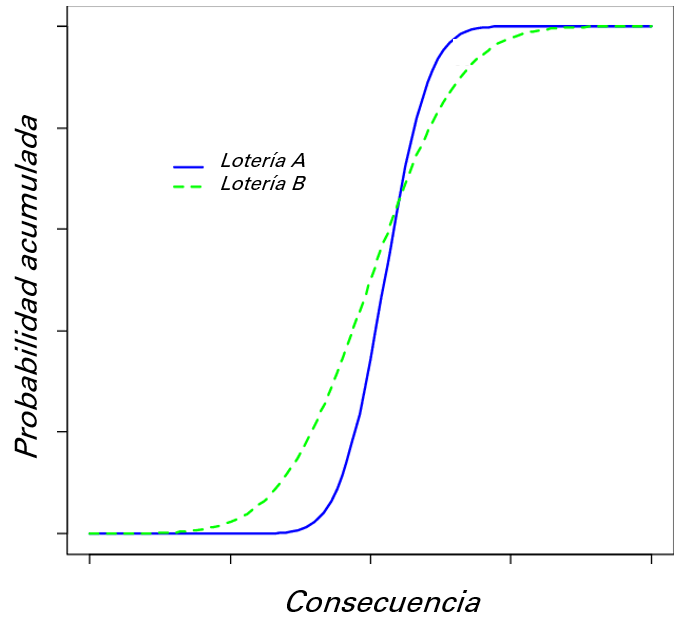 Probabilidad acumulada
Lotería A
Lotería B
Consecuencia